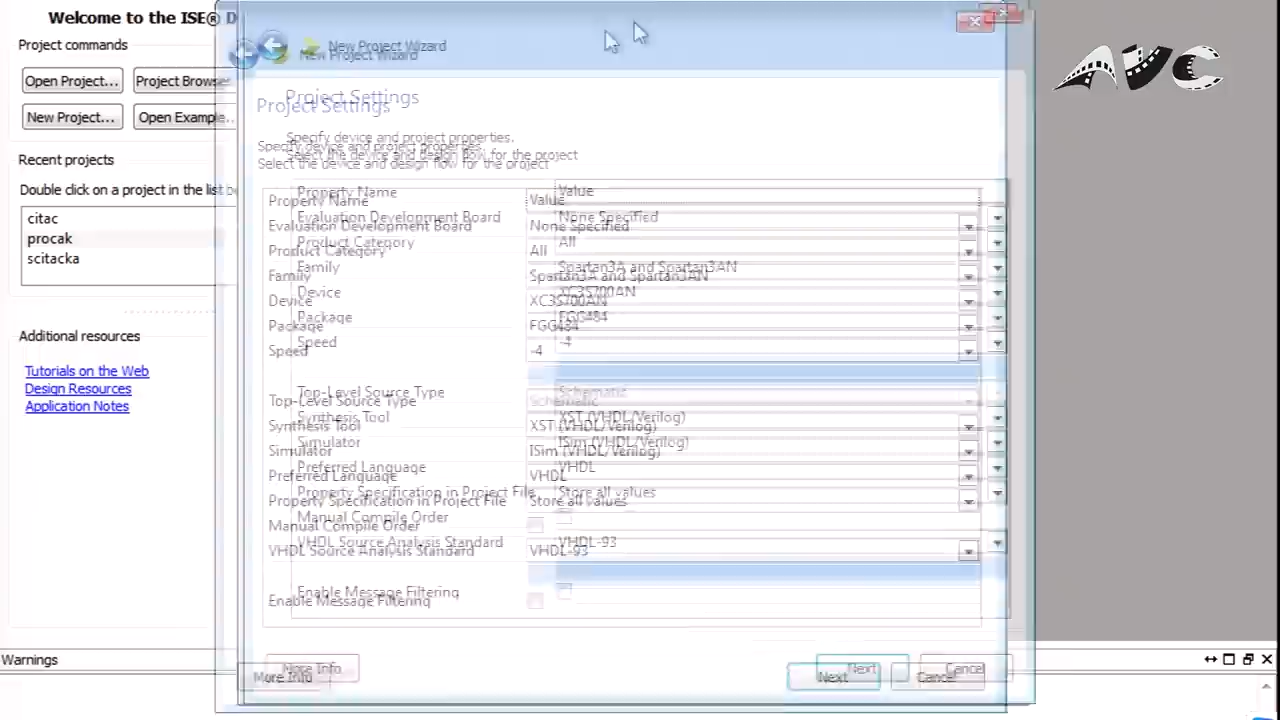 Welcome to the ISE® D
Project commands
Open Project... Project Browse
New Project... Open Example..
Recent projects
Double click on a project in the list b
citac
procak
scitacka
Additional resources
Tutorials on the Web
Design Resources
Application Notes
Warnings
New Project Wizard
Project Settings
Specify device and project properties.
Select the device and design flow for the project
Property Name Value
Evaluation Development Board None Specified
Product Category All
Family Spartan3A and Spartan3AN
Device XC3S700AN
Package FGG484
Speed -4
Top-Level Source Type Schematic
Synthesis Tool XST (VHDL/Verilog)
Simulator ISim (VHDL/Verilog)
Preferred Language VHDL
Property Specification in Project File Store all values
Manual Compile Order
VHDL Source Analysis Standard VHDL-93
Enable Message Filtering
More Info Next Cancel
AVC